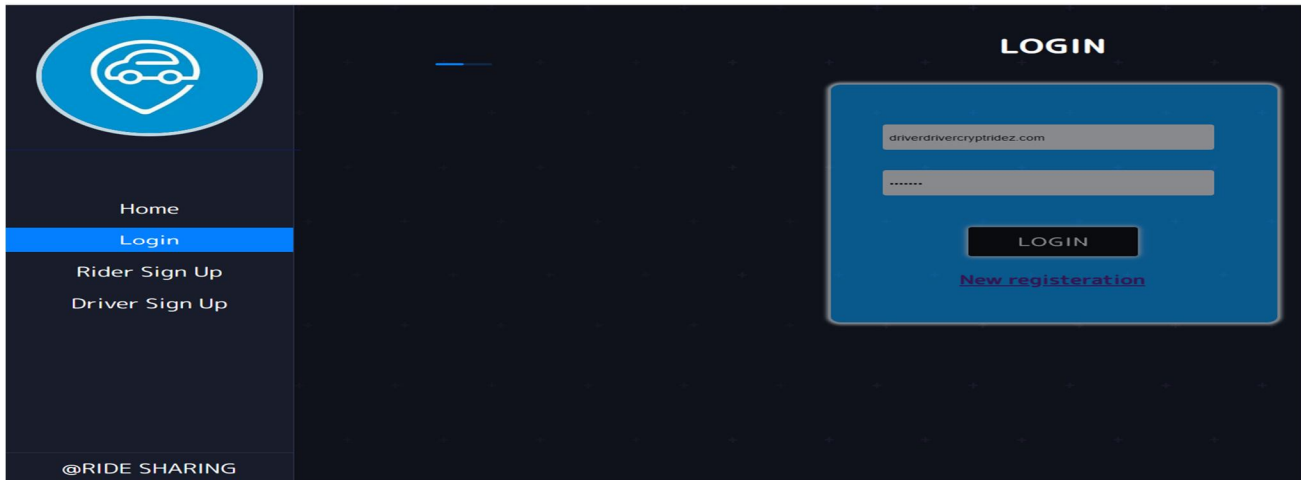 Home
Login
Rider Sign Up
Driver Sign Up
@RIDE SHARING
LOGIN
driverdrivercryptridez.com
.......
LOGIN
New registeration